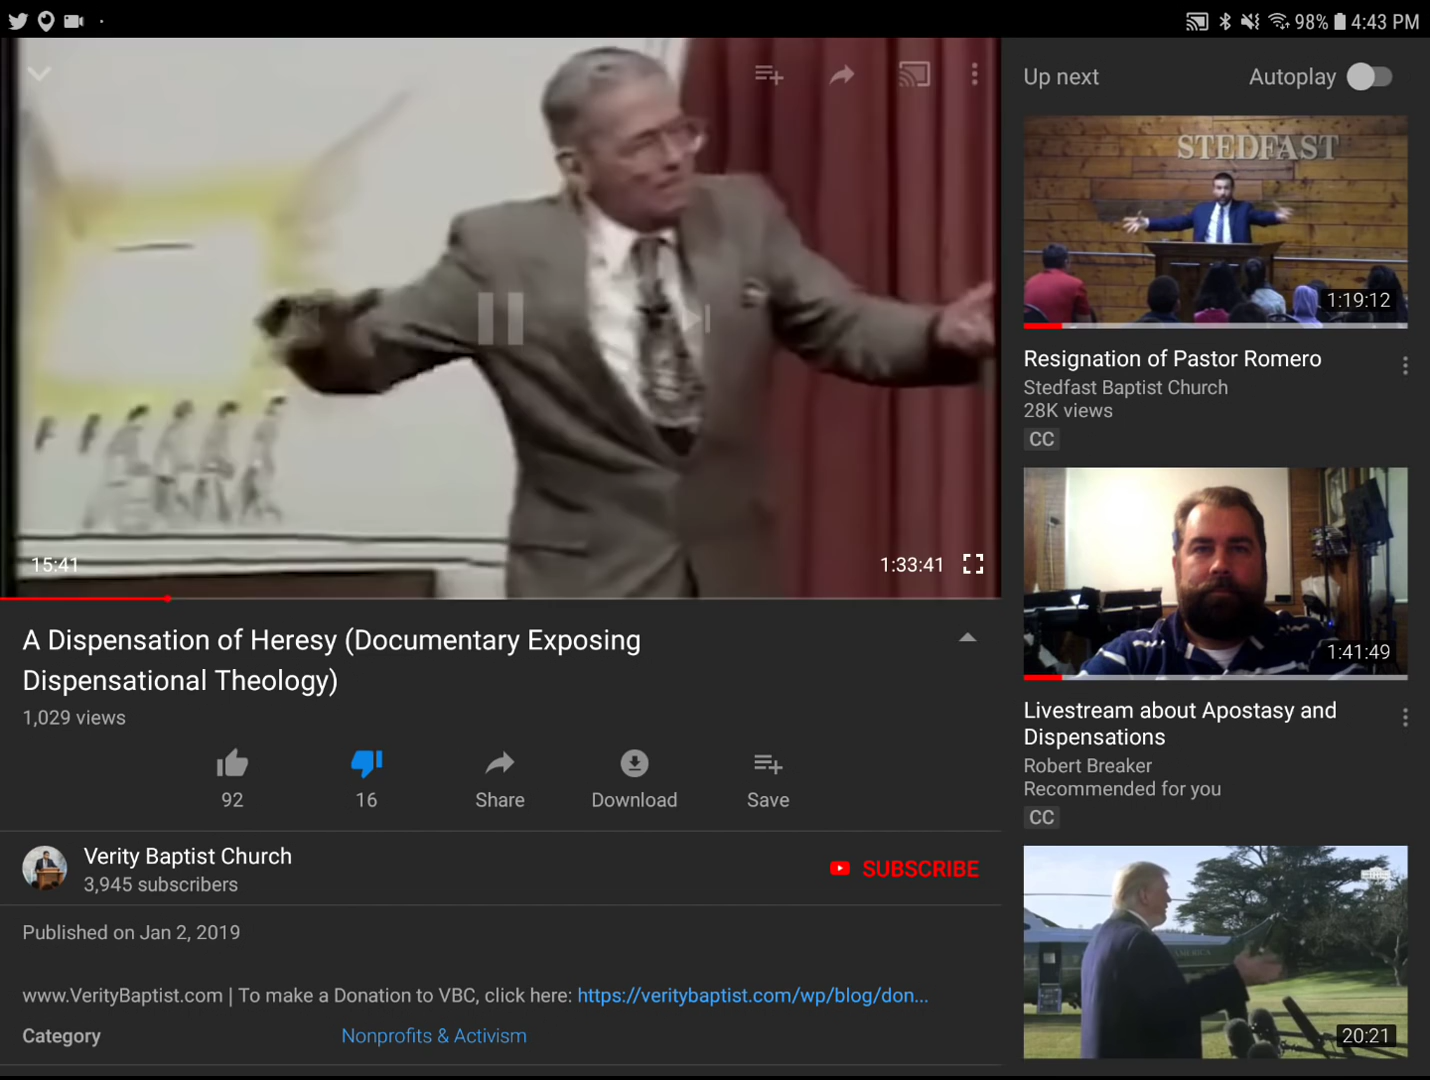 98% 4:43 PM
Up next
Autoplay
STEDFAST
1:19:12
Resignation of Pastor Romero
Stedfast Baptist Church
28K views
CC
15:41
1:33:41
1:41:49
A Dispensation of Heresy (Documentary Exposing
Dispensational Theology)
1,029 views
92
16
Share
Download
Save
Livestream about Apostasy and
Dispensations
Robert Breaker
Recommended for you
CC
Verity Baptist Church
3,945 subscribers
SUBSCRIBE
Published on Jan 2, 2019
www.VerityBaptist.com | To make a Donation to VBC, click here: https://veritybaptist.com/wp/blog/don...
Category
Nonprofits & Activism
20:21